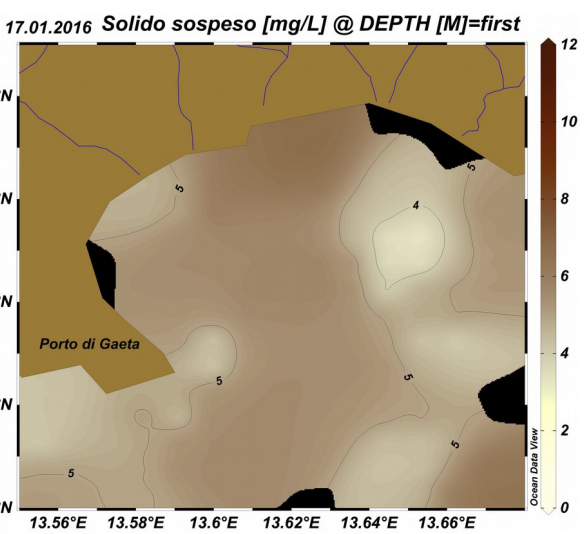 17.01.2016 Solido sospeso [mg/L] @ DEPTH [M]=first
12
N
10
5
N
5
8
4
6
N
Porto di Gaeta
4
5
5
N
2
5
5
Ocean Data View
N
0
13.56°E 13.58°E 13.6°E 13.62°E 13.64°E 13.66°E